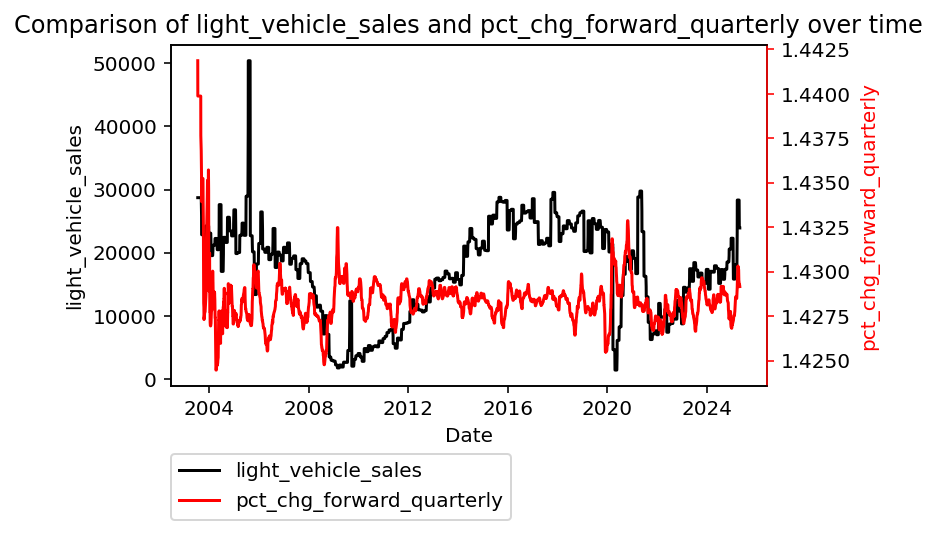 Comparison of light_vehicle_sales and pct_chg_forward_quarterly over time
light_vehicle_sales
50000
40000
30000
20000
10000
0
1.4425
1.4400
1.4375
1.4350
1.4325
1.4300
1.4275
1.4250
pct_chg_forward_quarterly
2004 2008 2012 2016 2020 2024
Date
light_vehicle_sales
pct_chg_forward_quarterly